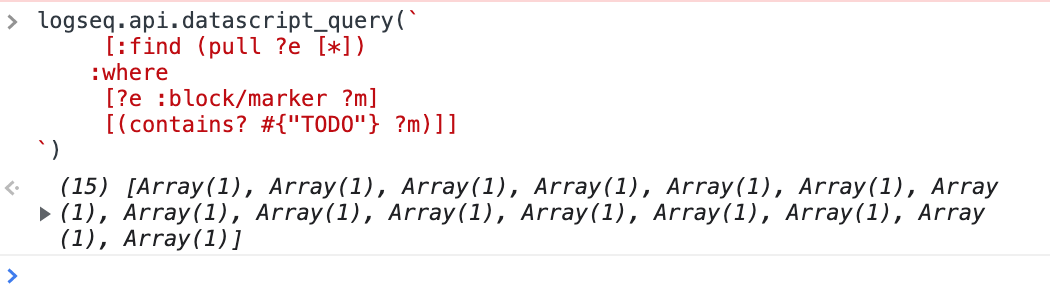 > logseq.api.datascript_query(`
[:find (pull ?e [*])
:where
[?e :block/marker ?m]
[(contains? #{"TODO"} ?m)]]
`)
(15) [Array(1), Array(1), Array(1), Array(1), Array(1), Array(1), Array
(1), Array(1), Array(1), Array(1), Array(1), Array(1), Array(1), Array
(1), Array(1)]
>